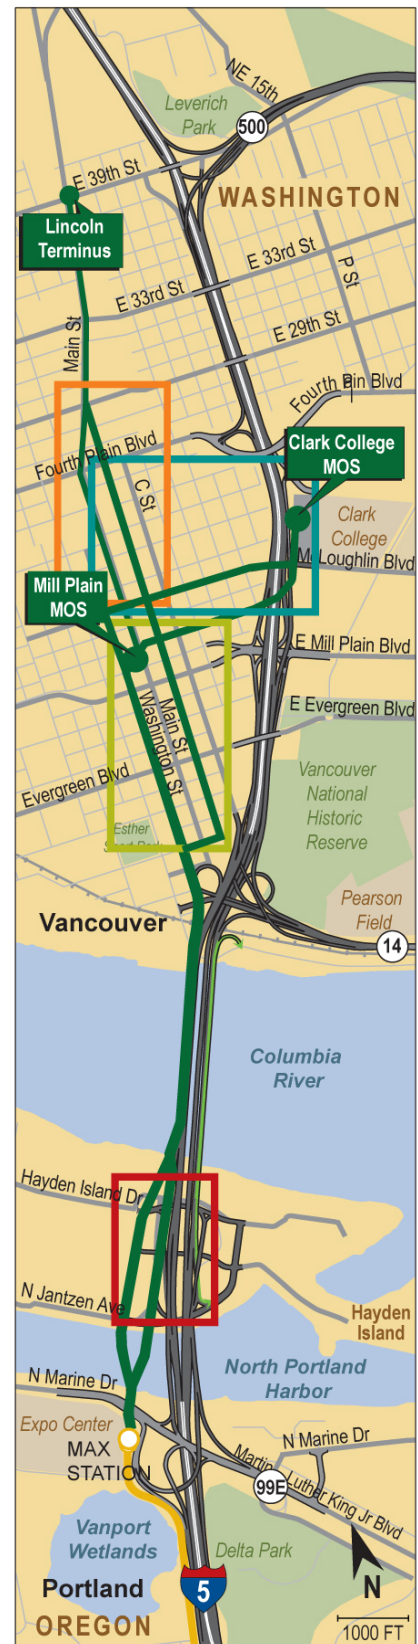 NE 15th
Leverich
Park
500
E 39th St
WASHINGTON
Lincoln
Terminus
E 33rd St
E 33rd St
P St
Main St
E 29th St
Fourth Plain Blvd
Fourth Plain Blvd
Clark College
MOS
C St
Clark
College
McLoughlin Blvd
Mill Plain
MOS
E Mill Plain Blvd
Main St
Washington St
E Evergreen Blvd
Evergreen Blvd
Vancouver
National
Historic
Reserve
Esther
Pearson
Field
Vancouver
14
Columbia
River
Hayden Island Dr
N Jantzen Ave
Hayden
Island
North Portland
Harbor
N Marine Dr
Expo Center
MAX
STATION
N Marine Dr
Martin Luther King Jr Blvd
99E
Vanport
Wetlands
Delta Park
Portland
5
N
OREGON
1000 FT